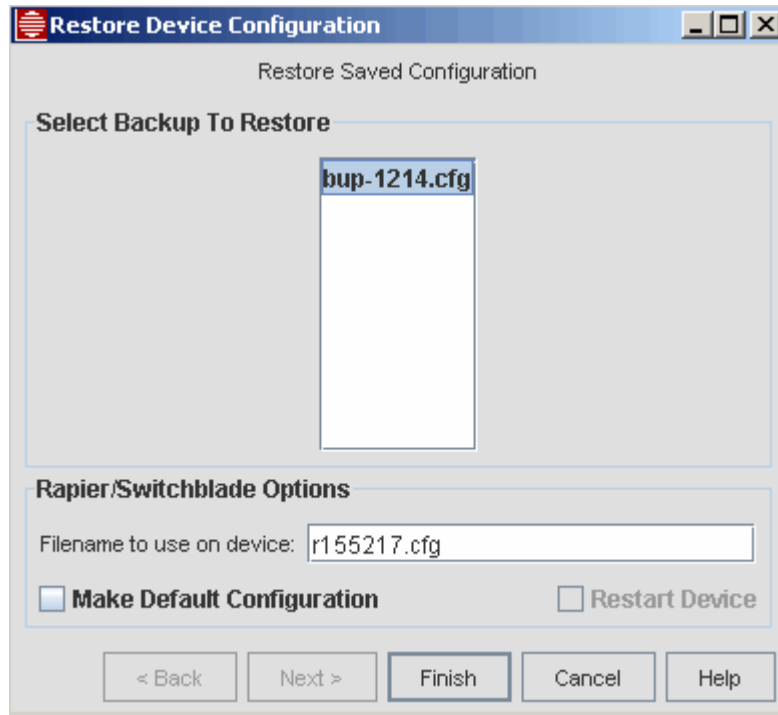 Restore Device Configuration
Restore Saved Configuration
Select Backup To Restore
bup-1214.cfg
Rapier/Switchblade Options
Filename to use on device: r155217.cfg
Make Default Configuration Restart Device
< Back Next > Finish Cancel Help